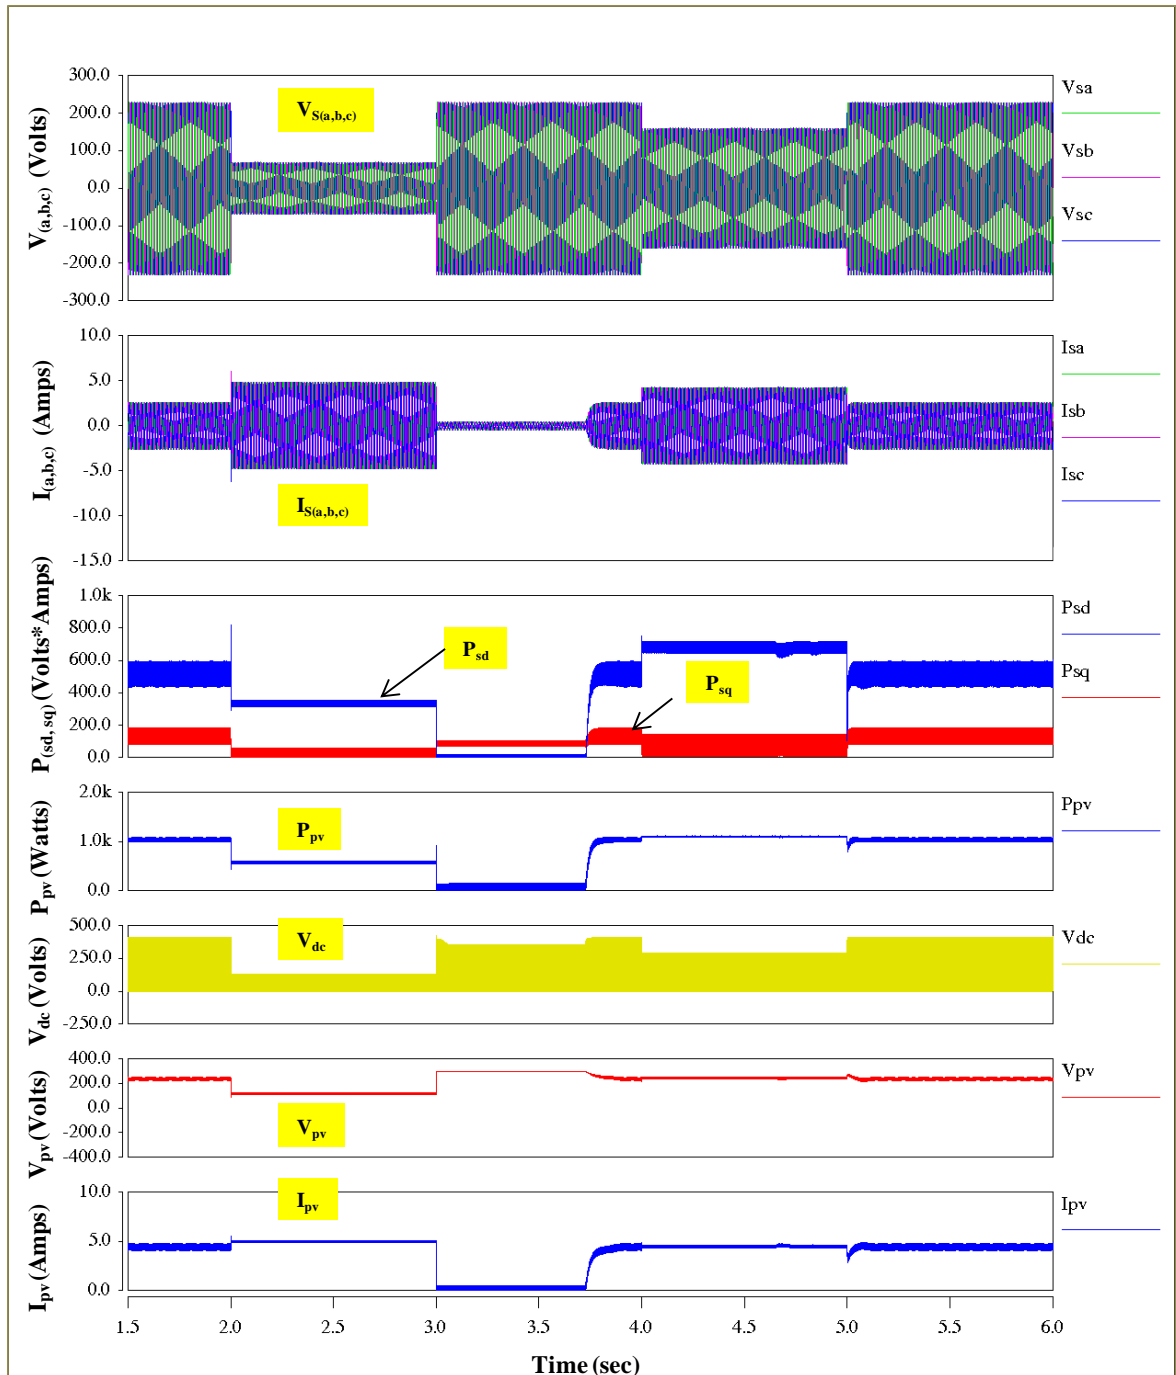 300.0
200.0
100.0
0.0
-100.0
-200.0
-300.0
V(a,b,c) (Volts)
VS(a,b,c)
Vsa
Vsb
Vsc
10.0
5.0
0.0
-5.0
-10.0
-15.0
I(a,b,c) (Amps)
IS(a,b,c)
Isa
Isb
Isc
1.0k
800.0
600.0
400.0
200.0
0.0
P(sd, sq) (Volts* Amps)
Psd
Psq
Psd
Psq
2.0k
1.0k
0.0
Ppv (Watts)
Ppv
Ppv
500.0
250.0
0.0
-250.0
Vdc (Volts)
Vdc
Vdc
400.0
200.0
0.0
-200.0
-400.0
Vpv (Volts)
Vpv
Vpv
10.0
5.0
0.0
Ipv (Amps)
Ipv
Ipv
1.5 2.0 2.5 3.0 3.5 4.0 4.5 5.0 5.5 6.0
Time (sec)